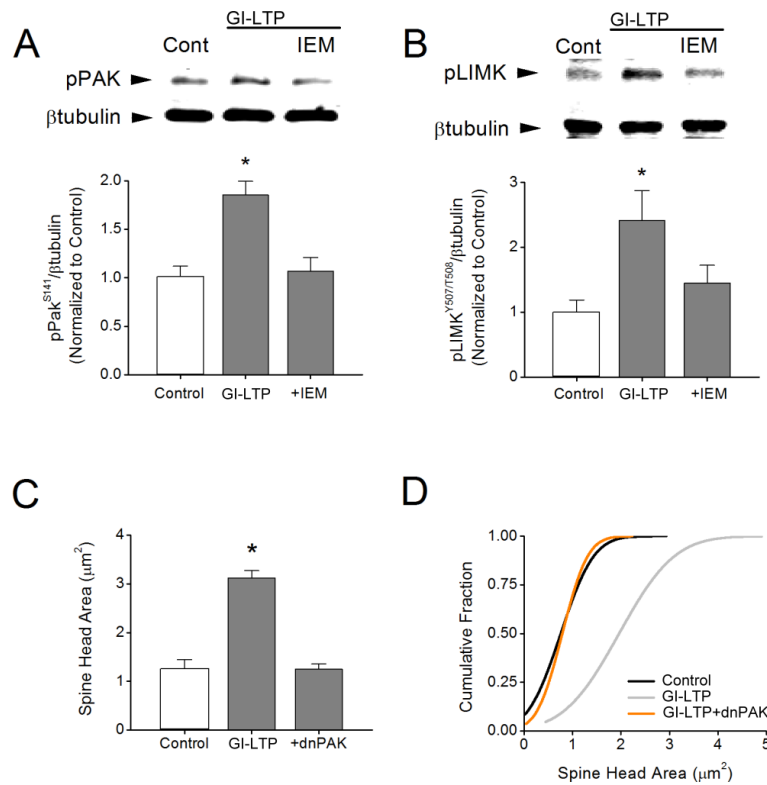 A
GI-LTP
Cont IEM
pPAK
βtubulin
pPak^S141/βtubulin
(Normalized to Control)
2.0
1.5
1.0
0.5
0.0
*
Control GI-LTP +IEM
B
GI-LTP
Cont IEM
pLIMK
βtubulin
pLIMK^Y507/T508/βtubulin
(Normalized to Control)
3
2
1
0
*
Control GI-LTP +IEM
C
Spine Head Area (μm²)
4
3
2
1
0
*
Control GI-LTP +dnPAK
D
Cumulative Fraction
1.00
0.75
0.50
0.25
0.00
Control
GI-LTP
GI-LTP+dnPAK
0 1 2 3 4 5
Spine Head Area (μm²)